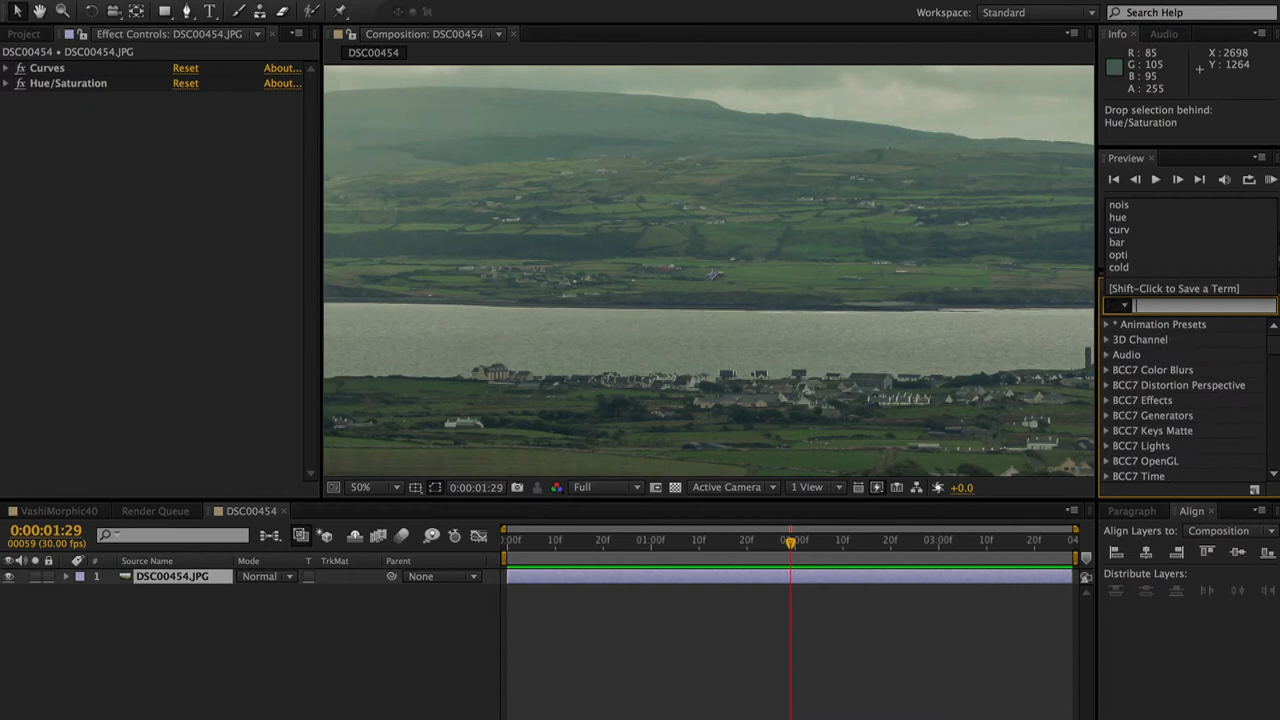 Workspace: Standard
Search Help
Project
Effect Controls: DSC00454.JPG
Composition: DSC00454
Info
Audio
DSC00454 • DSC00454.JPG
DSC00454
Curves Reset About...
Hue/Saturation Reset About...
R: 85
G: 105
B: 95
A: 255
X: 2698
Y: 1264
Drop selection behind:
Hue/Saturation
Preview
nois
hue
curv
bar
opti
cold
[Shift-Click to Save a Term]
* Animation Presets
3D Channel
Audio
BCC7 Color Blurs
BCC7 Distortion Perspective
BCC7 Effects
BCC7 Generators
BCC7 Keys Matte
BCC7 Lights
BCC7 OpenGL
BCC7 Time
50% 0:00:01:29 Full Active Camera 1 View +0.0
VashiMorphic40
Render Queue
DSC00454
Paragraph
Align
0:00:01:29
00059 (30.00 fps)
:00f 10f 20f 01:00f 10f 20f 02:00f 10f 20f 03:00f 10f 20f 04
Align Layers to: Composition
# Source Name Mode T TrkMat Parent
1 DSC00454.JPG Normal None
Distribute Layers: